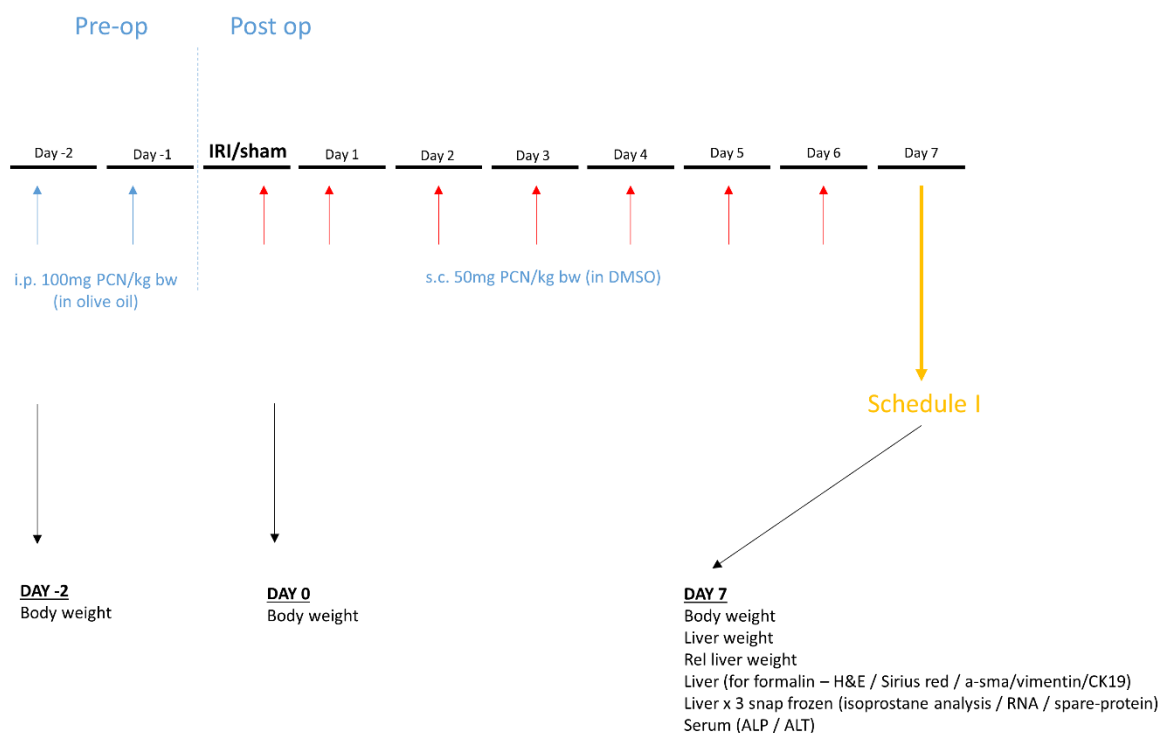 Pre-op
Post op
Day -2
Day -1
IRI/sham
Day 1
Day 2
Day 3
Day 4
Day 5
Day 6
Day 7
i.p. 100mg PCN/kg bw
(in olive oil)
s.c. 50mg PCN/kg bw (in DMSO)
Schedule I
DAY -2
Body weight
DAY 0
Body weight
DAY 7
Body weight
Liver weight
Rel liver weight
Liver (for formalin – H&E / Sirius red / a-sma/vimentin/CK19)
Liver x 3 snap frozen (isoprostane analysis / RNA / spare-protein)
Serum (ALP / ALT)